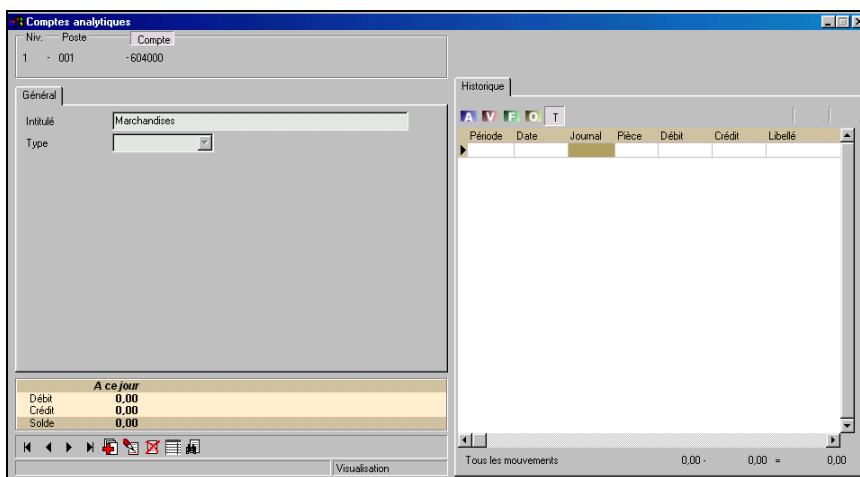 Comptes analytiques
Niv. Poste Compte
1 - 001 -604000
Général
Intitulé Marchandises
Type
A ce jour
Débit 0,00
Crédit 0,00
Solde 0,00
Visualisation
Historique
A V F O T
Période Date Journal Pièce Débit Crédit Libellé
Tous les mouvements 0,00 - 0,00 = 0,00